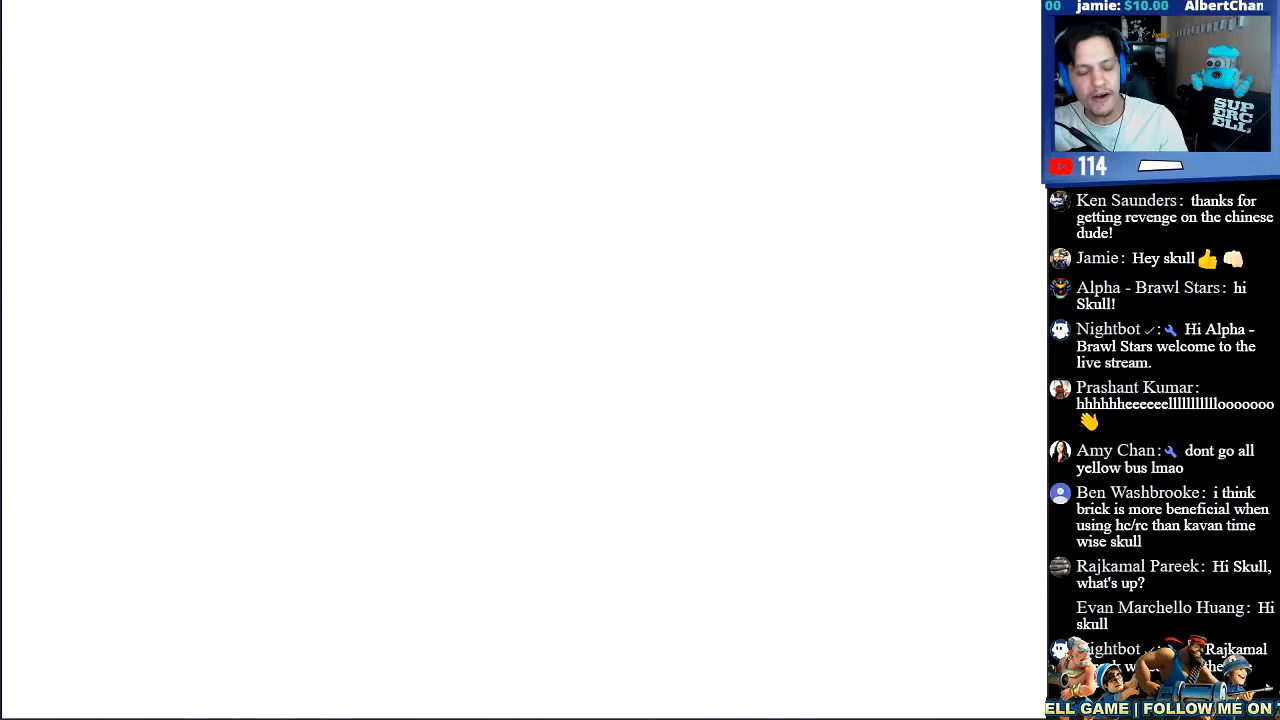 00 jamie: $10.00 AlbertChan
SUP
ERC
ELL
114
Ken Saunders: thanks for
getting revenge on the chinese
dude!
Jamie: Hey skull👍👊🏻
Alpha - Brawl Stars: hi
Skull!
Nightbot ✓: Hi Alpha -
Brawl Stars welcome to the
live stream.
Prashant Kumar:
hhhhhheeeeeelllllllllllooooooo
👋
Amy Chan: dont go all
yellow bus lmao
Ben Washbrooke: i think
brick is more beneficial when
using hc/rc than kavan time
wise skull
Rajkamal Pareek: Hi Skull,
what's up?
Evan Marchello Huang: Hi
skull
Nightbot ✓ Rajkamal
ELL GAME | FOLLOW ME ON